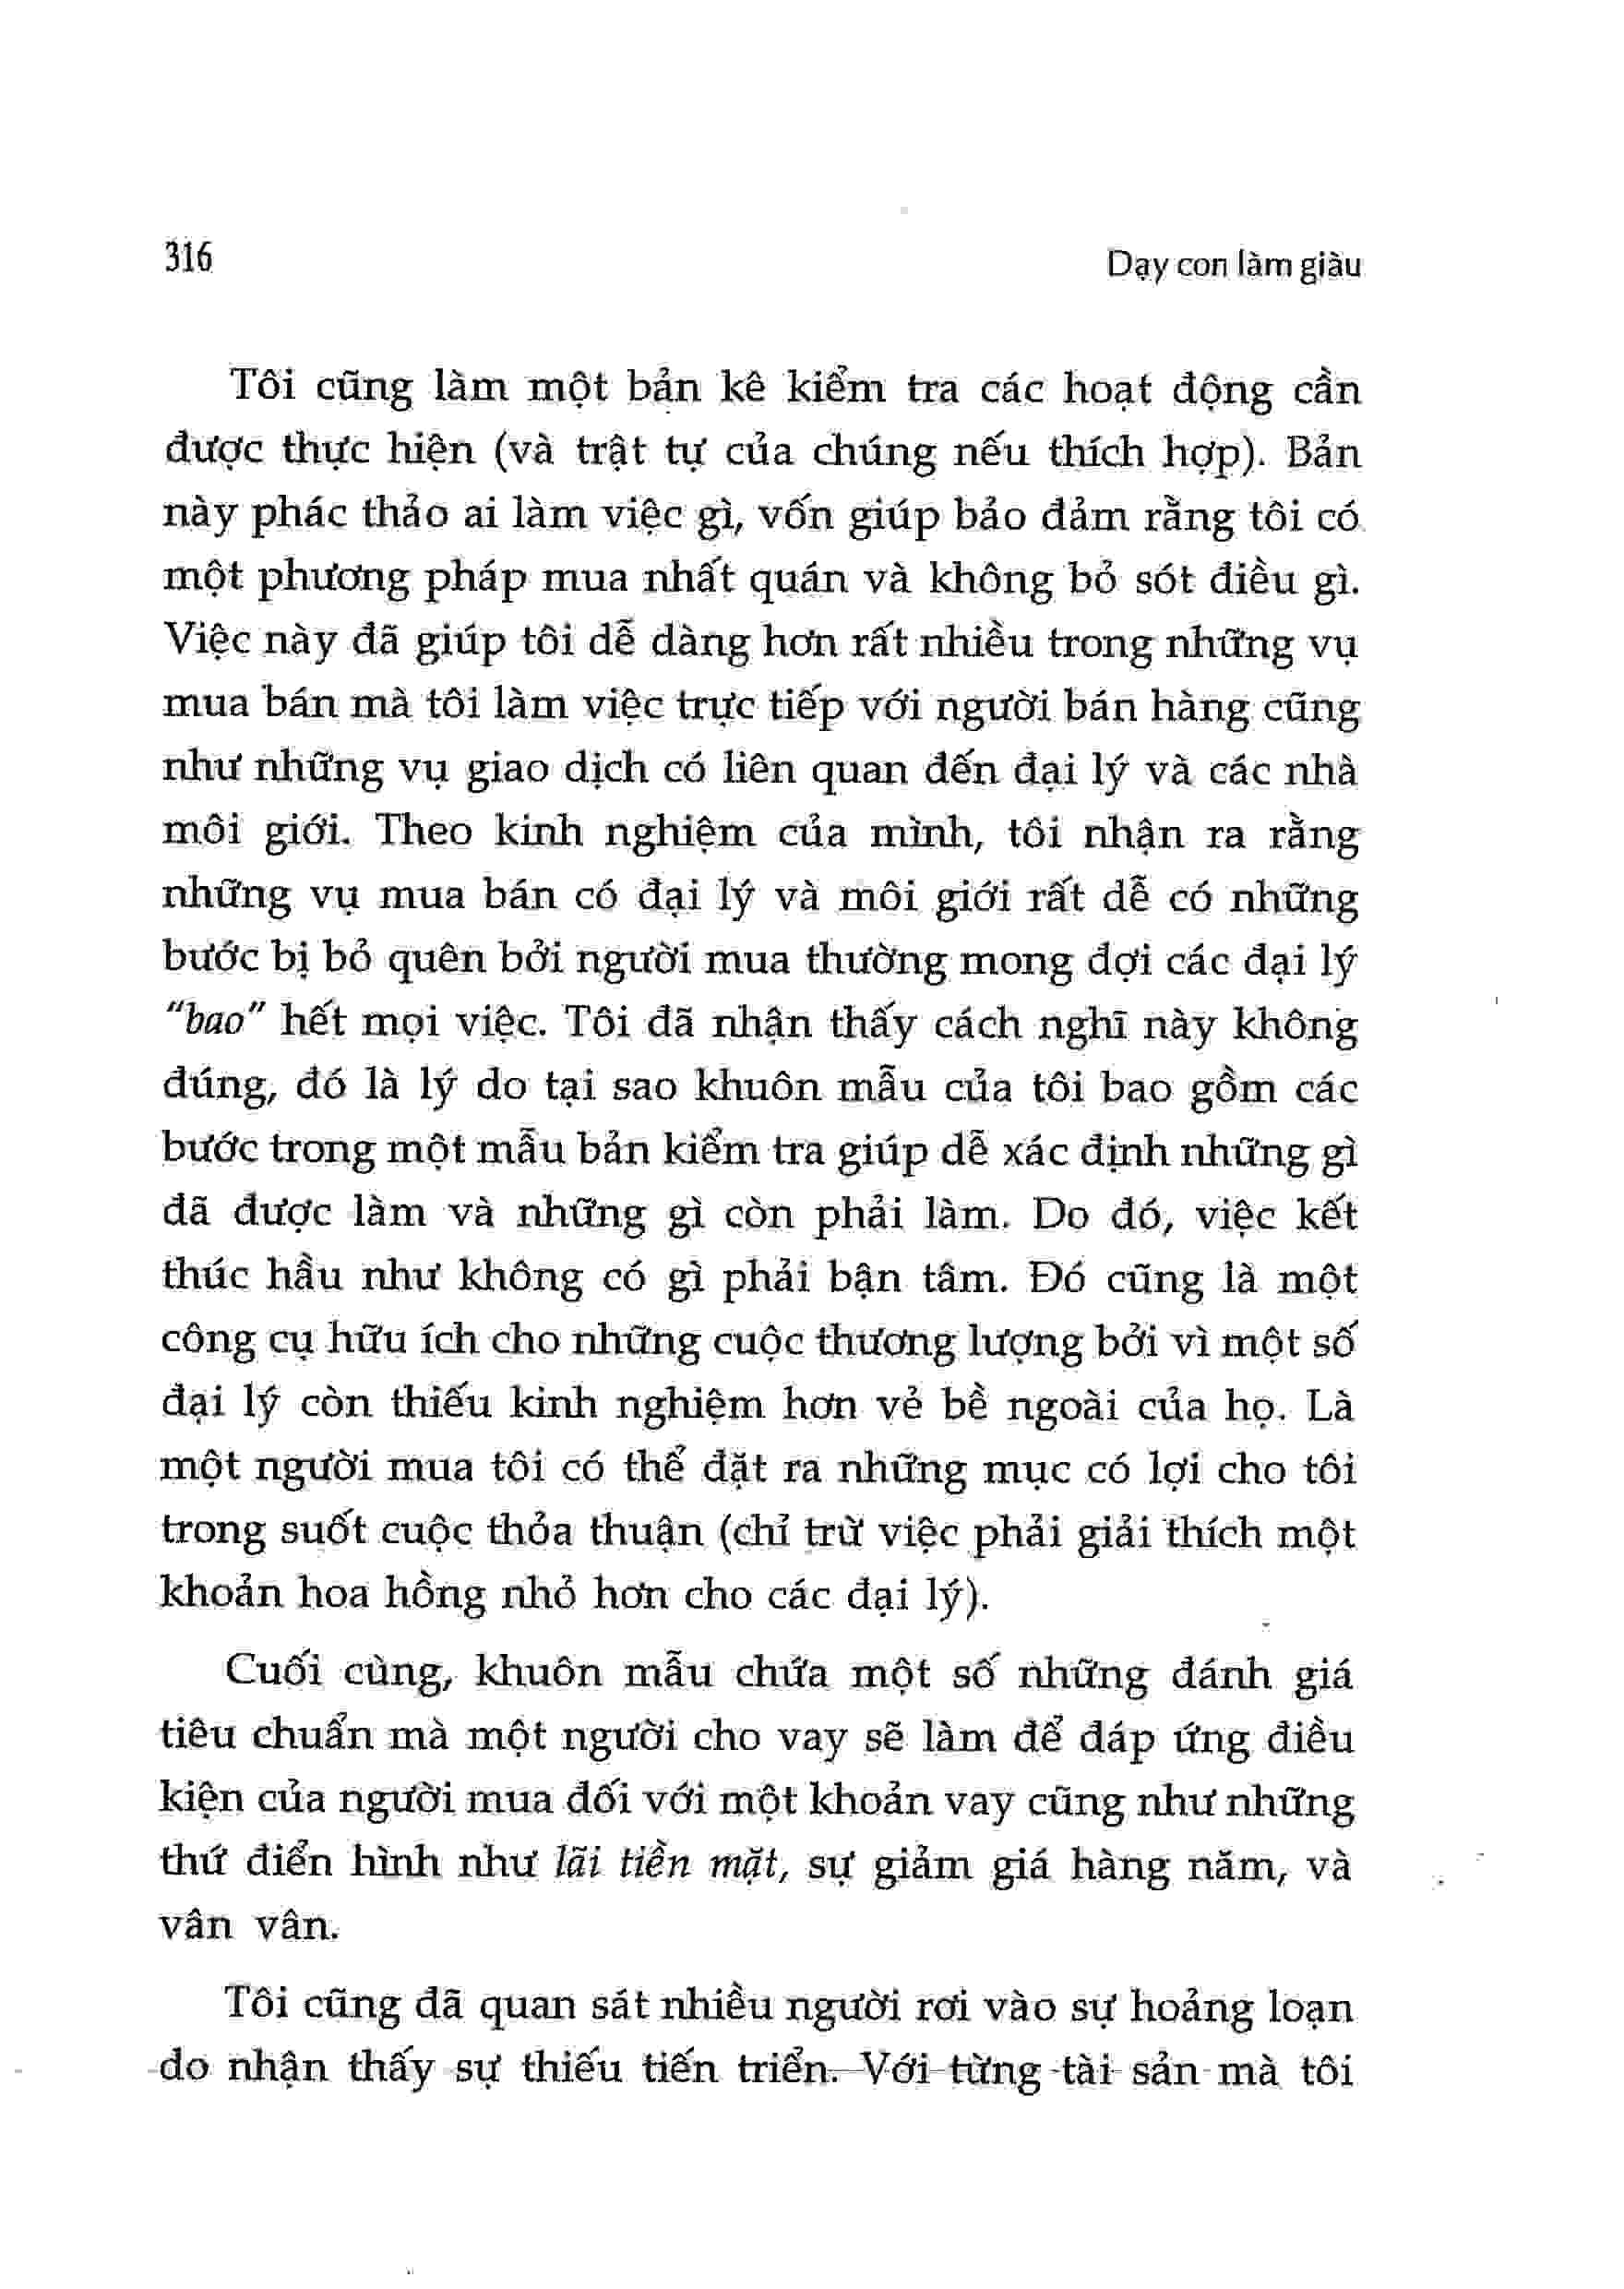 316
Dạy con làm giàu
Tôi cũng làm một bản kê kiểm tra các hoạt động cần
được thực hiện (và trật tự của chúng nếu thích hợp). Bản
này phác thảo ai làm việc gì, vốn giúp bảo đảm rằng tôi có
một phương pháp mua nhất quán và không bỏ sót điều gì.
Việc này đã giúp tôi dễ dàng hơn rất nhiều trong những vụ
mua bán mà tôi làm việc trực tiếp với người bán hàng cũng
như những vụ giao dịch có liên quan đến đại lý và các nhà
môi giới. Theo kinh nghiệm của mình, tôi nhận ra rằng
những vụ mua bán có đại lý và môi giới rất dễ có những
bước bị bỏ quên bởi người mua thường mong đợi các đại lý
"bao" hết mọi việc. Tôi đã nhận thấy cách nghĩ này không
đúng, đó là lý do tại sao khuôn mẫu của tôi bao gồm các
bước trong một mẫu bản kiểm tra giúp dễ xác định những gì
đã được làm và những gì còn phải làm. Do đó, việc kết
thúc hầu như không có gì phải bận tâm. Đó cũng là một
công cụ hữu ích cho những cuộc thương lượng bởi vì một số
đại lý còn thiếu kinh nghiệm hơn vẻ bề ngoài của họ. Là
một người mua tôi có thể đặt ra những mục có lợi cho tôi
trong suốt cuộc thỏa thuận (chỉ trừ việc phải giải thích một
khoản hoa hồng nhỏ hơn cho các đại lý).
Cuối cùng, khuôn mẫu chứa một số những đánh giá
tiêu chuẩn mà một người cho vay sẽ làm để đáp ứng điều
kiện của người mua đối với một khoản vay cũng như những
thứ điển hình như lãi tiền mặt, sự giảm giá hàng năm, và
vân vân.
Tôi cũng đã quan sát nhiều người rơi vào sự hoảng loạn
do nhận thấy sự thiếu tiến triển. Với từng tài sản mà tôi